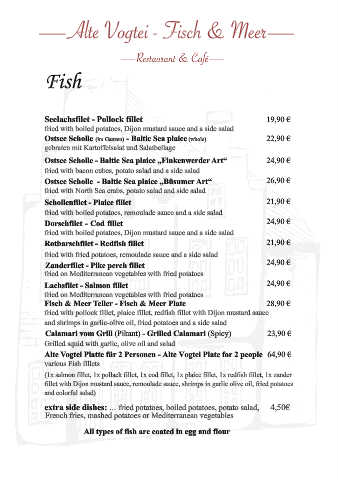 Alte Vogtei - Fisch & Meer
Restaurant & Café
Fish
Seelachsfilet - Pollock fillet 19,90 €
fried with boiled potatoes, Dijon mustard sauce and a side salad
Ostsee Scholle (im Ganzen) - Baltic Sea plaice (whole) 22,90 €
gebraten mit Kartoffelsalat und Salatbeilage
Ostsee Scholle - Baltic Sea plaice „Finkenwerder Art“ 24,90 €
fried with bacon cubes, potato salad and a side salad
Ostsee Scholle - Baltic Sea plaice „Büsumer Art“ 26,90 €
fried with North Sea crabs, potato salad and side salad
Schollenfilet - Plaice fillet 21,90 €
fried with boiled potatoes, remoulade sauce and a side salad
Dorschfilet - Cod fillet 24,90 €
fried with boiled potatoes, Dijon mustard sauce and a side salad
Rotbarschfilet - Redfish fillet 21,90 €
fried with fried potatoes, remoulade sauce and a side salad
Zanderfilet - Pike perch fillet 24,90 €
fried on Mediterranean vegetables with fried potatoes
Lachsfilet - Salmon fillet 24,90 €
fried on Mediterranean vegetables with fried potatoes
Fisch & Meer Teller - Fisch & Meer Plate 28,90 €
fried with pollock fillet, plaice fillet, redfish fillet with Dijon mustard sauce
and shrimps in garlic-olive oil, fried potatoes and a side salad
Calamari vom Grill (Pikant) - Grilled Calamari (Spicy) 23,90 €
Grilled squid with garlic, olive oil and salad
Alte Vogtei Platte für 2 Personen - Alte Vogtei Plate for 2 people 64,90 €
various Fish fillets
(1x salmon fillet, 1x pollock fillet, 1x cod fillet, 1x plaice fillet, 1x redfish fillet, 1x zander
fillet with Dijon mustard sauce, remoulade sauce, shrimps in garlic olive oil, fried potatoes
and colorful salad)
extra side dishes: ... fried potatoes, boiled potatoes, potato salad, 4,50€
French fries, mashed potatoes or Mediterranean vegetables
All types of fish are coated in egg and flour